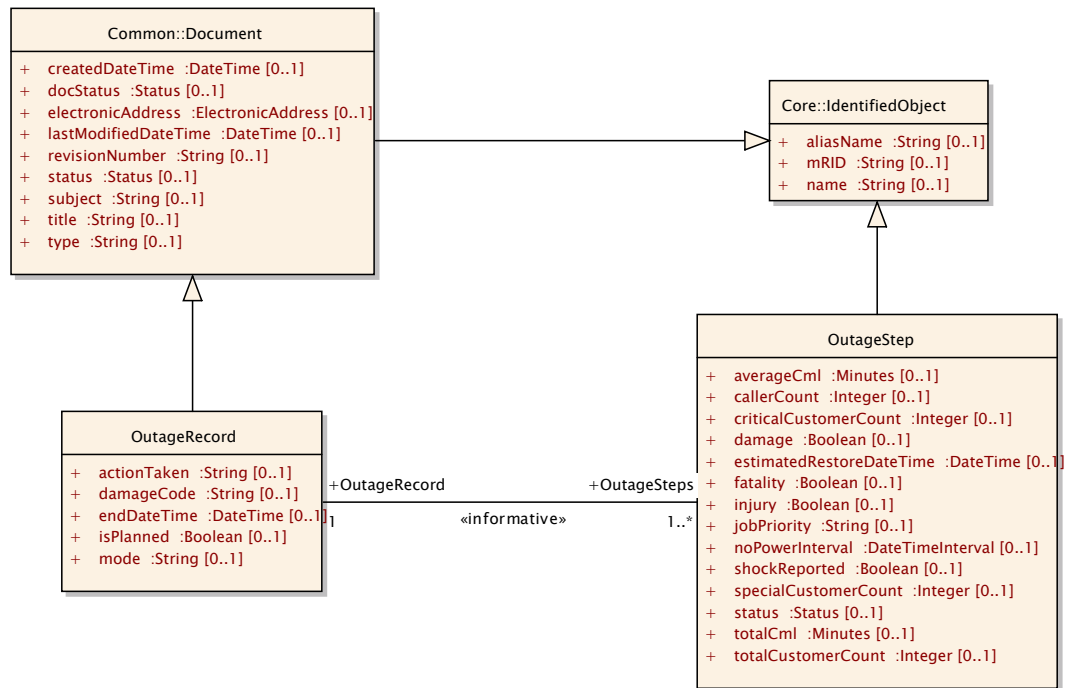 Common::Document
+ createdDateTime :DateTime [0..1]
+ docStatus :Status [0..1]
+ electronicAddress :ElectronicAddress [0..1]
+ lastModifiedDateTime :DateTime [0..1]
+ revisionNumber :String [0..1]
+ status :Status [0..1]
+ subject :String [0..1]
+ title :String [0..1]
+ type :String [0..1]
Core::IdentifiedObject
+ aliasName :String [0..1]
+ mRID :String [0..1]
+ name :String [0..1]
OutageRecord
+ actionTaken :String [0..1]
+ damageCode :String [0..1]
+ endDateTime :DateTime [0..1]
+ isPlanned :Boolean [0..1]
+ mode :String [0..1]
+OutageRecord
1
«informative»
+OutageSteps
1..*
OutageStep
+ averageCml :Minutes [0..1]
+ callerCount :Integer [0..1]
+ criticalCustomerCount :Integer [0..1]
+ damage :Boolean [0..1]
+ estimatedRestoreDateTime :DateTime [0..1]
+ fatality :Boolean [0..1]
+ injury :Boolean [0..1]
+ jobPriority :String [0..1]
+ noPowerInterval :DateTimeInterval [0..1]
+ shockReported :Boolean [0..1]
+ specialCustomerCount :Integer [0..1]
+ status :Status [0..1]
+ totalCml :Minutes [0..1]
+ totalCustomerCount :Integer [0..1]